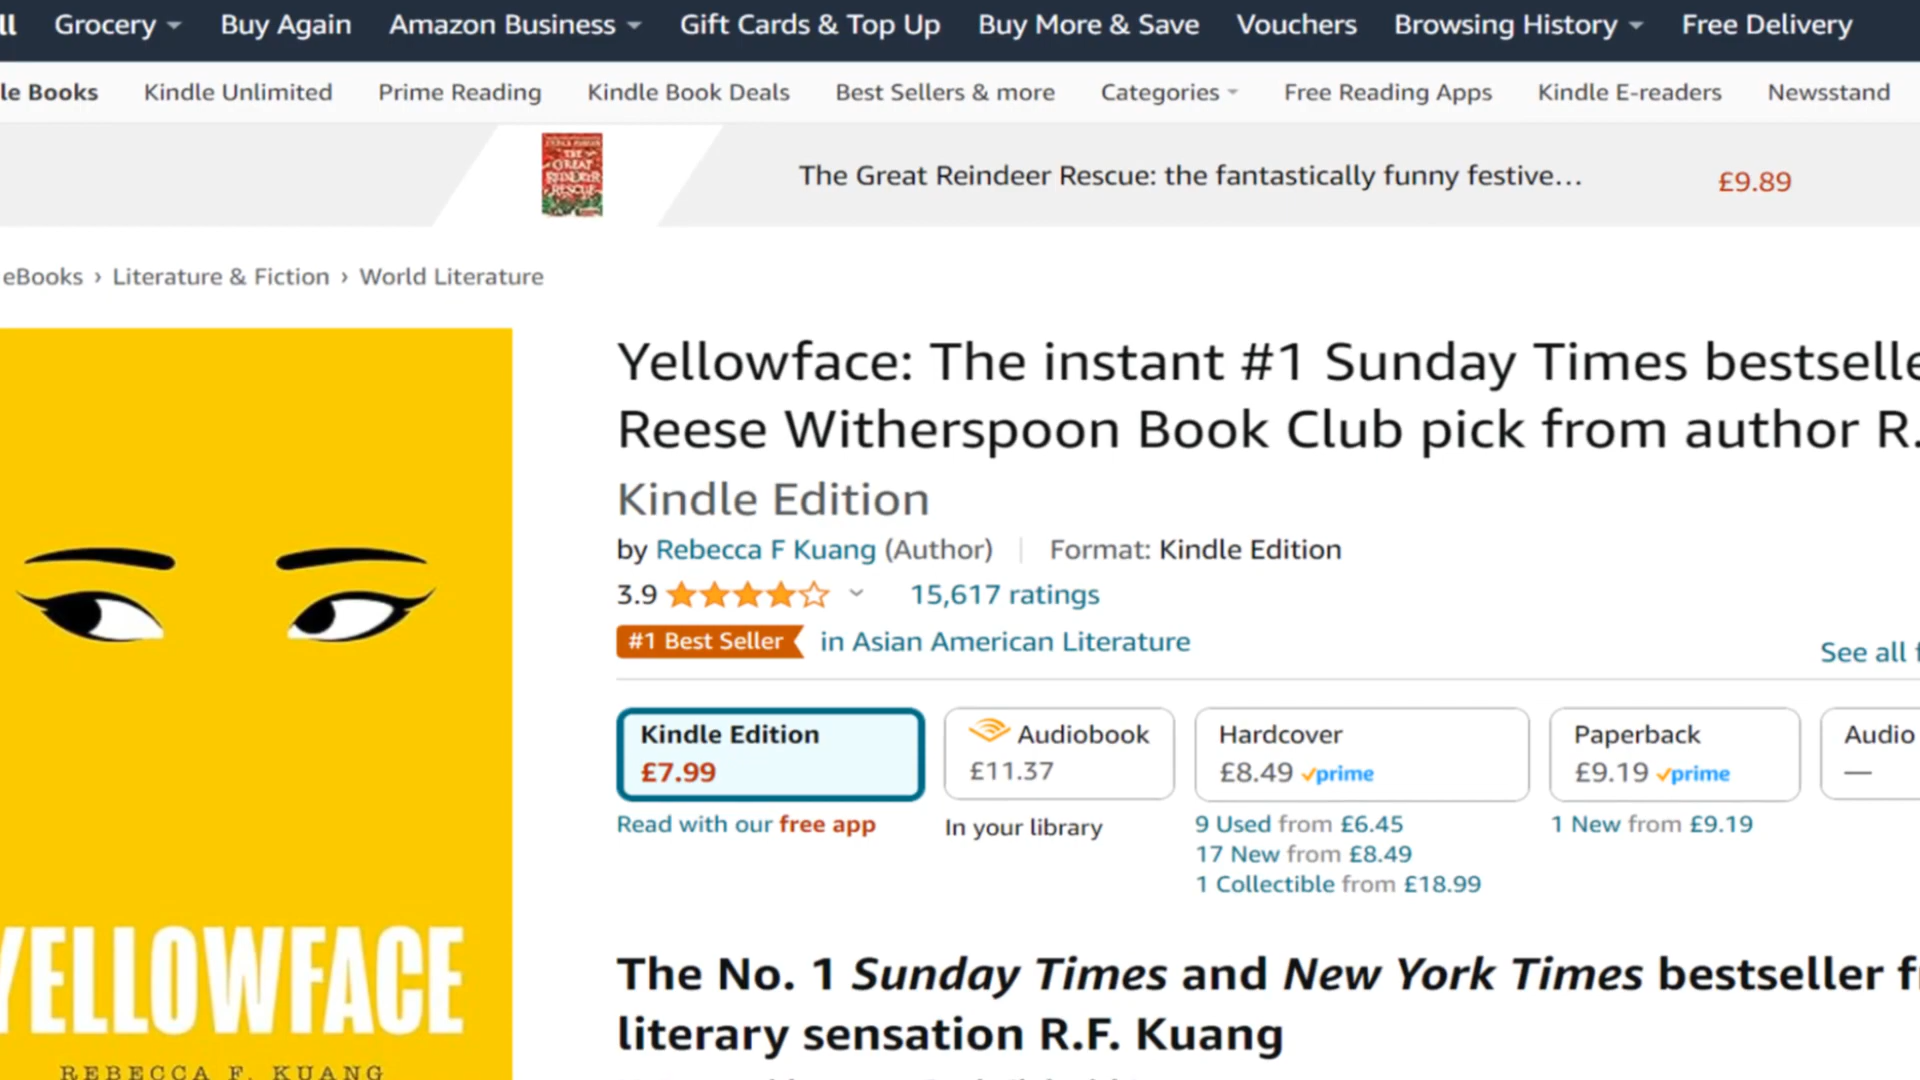 ll Grocery Buy Again Amazon Business Gift Cards & Top Up Buy More & Save Vouchers Browsing History Free Delivery
le Books Kindle Unlimited Prime Reading Kindle Book Deals Best Sellers & more Categories Free Reading Apps Kindle E-readers Newsstand
THE GREAT REINDEER RESCUE
The Great Reindeer Rescue: the fantastically funny festive... £9.89
eBooks › Literature & Fiction › World Literature
Yellowface: The instant #1 Sunday Times bestselle
Reese Witherspoon Book Club pick from author R.
Kindle Edition
by Rebecca F Kuang (Author) | Format: Kindle Edition
3.9 15,617 ratings
#1 Best Seller in Asian American Literature
See all f
Kindle Edition
£7.99
Read with our free app
Audiobook
£11.37
In your library
Hardcover
£8.49 prime
9 Used from £6.45
17 New from £8.49
1 Collectible from £18.99
Paperback
£9.19 prime
1 New from £9.19
Audio
—
YELLOWFACE
REBECCA F. KUANG
The No. 1 Sunday Times and New York Times bestseller f
literary sensation R.F. Kuang